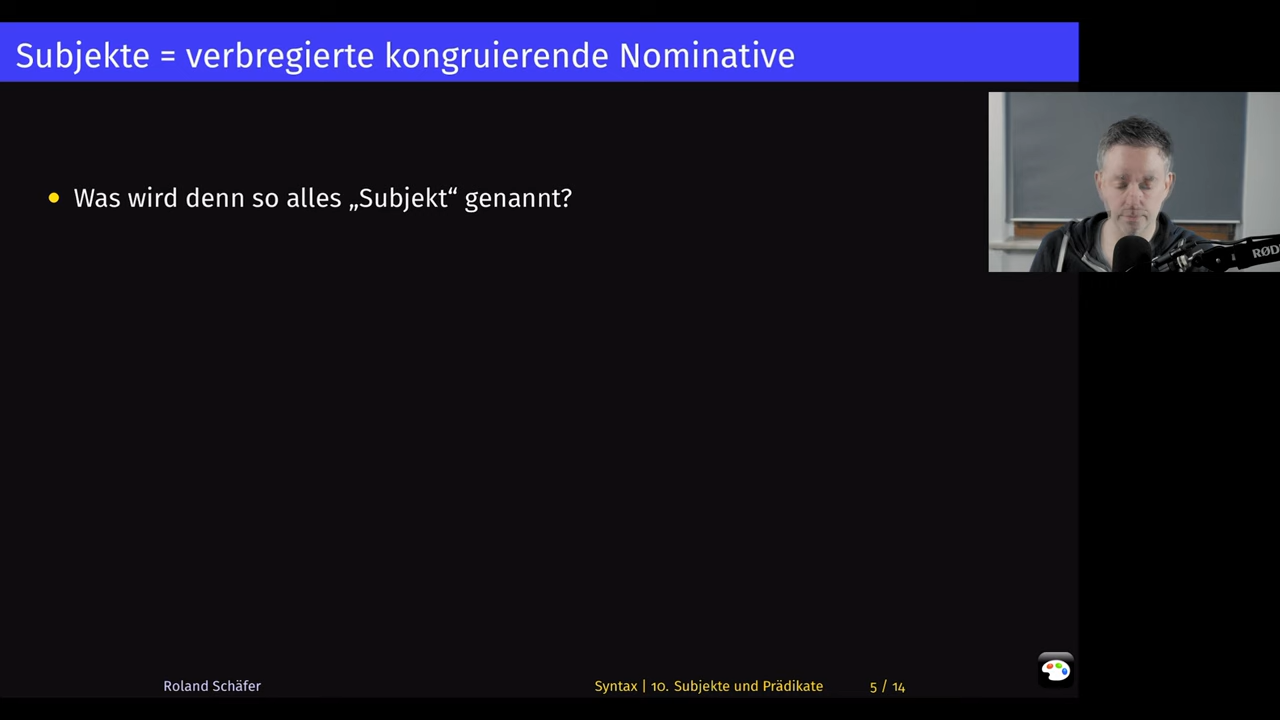 Subjekte = verbregierte kongruierende Nominative
• Was wird denn so alles „Subjekt“ genannt?
RØD
Roland Schäfer
Syntax | 10. Subjekte und Prädikate
5 / 14